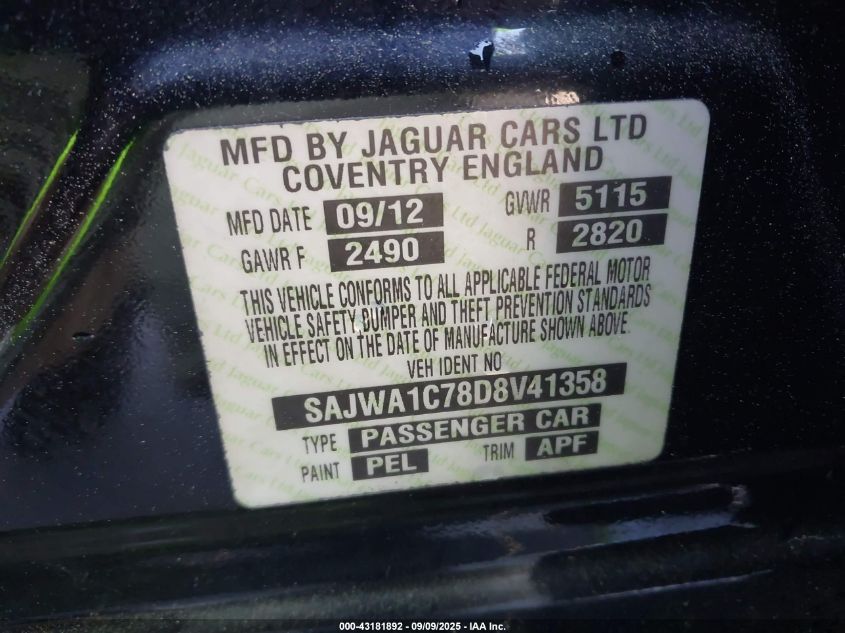 MFD BY JAGUAR CARS LTD
COVENTRY ENGLAND
MFD DATE 09/12 GVWR 5115
GAWR F 2490 R 2820
THIS VEHICLE CONFORMS TO ALL APPLICABLE FEDERAL MOTOR
VEHICLE SAFETY, BUMPER AND THEFT PREVENTION STANDARDS
IN EFFECT ON THE DATE OF MANUFACTURE SHOWN ABOVE
VEH IDENT NO
SAJWA1C78D8V41358
TYPE PASSENGER CAR
PAINT PEL TRIM APF
000-43181892 - 09/09/2025 - IAA Inc.